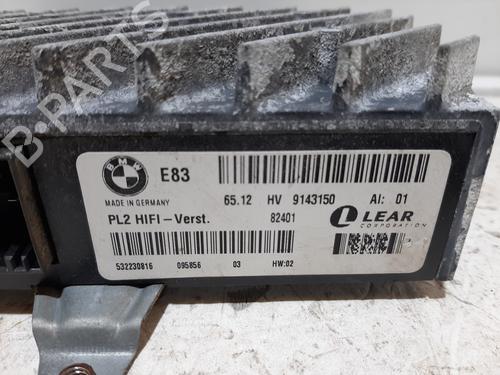 B-PARTS
BMW
E83
MADE IN GERMANY
65.12 HV 9143150 AI: 01
PL2 HIFI-Verst. 82401
LEAR
CORPORATION
532230816 095856 03 HW:02